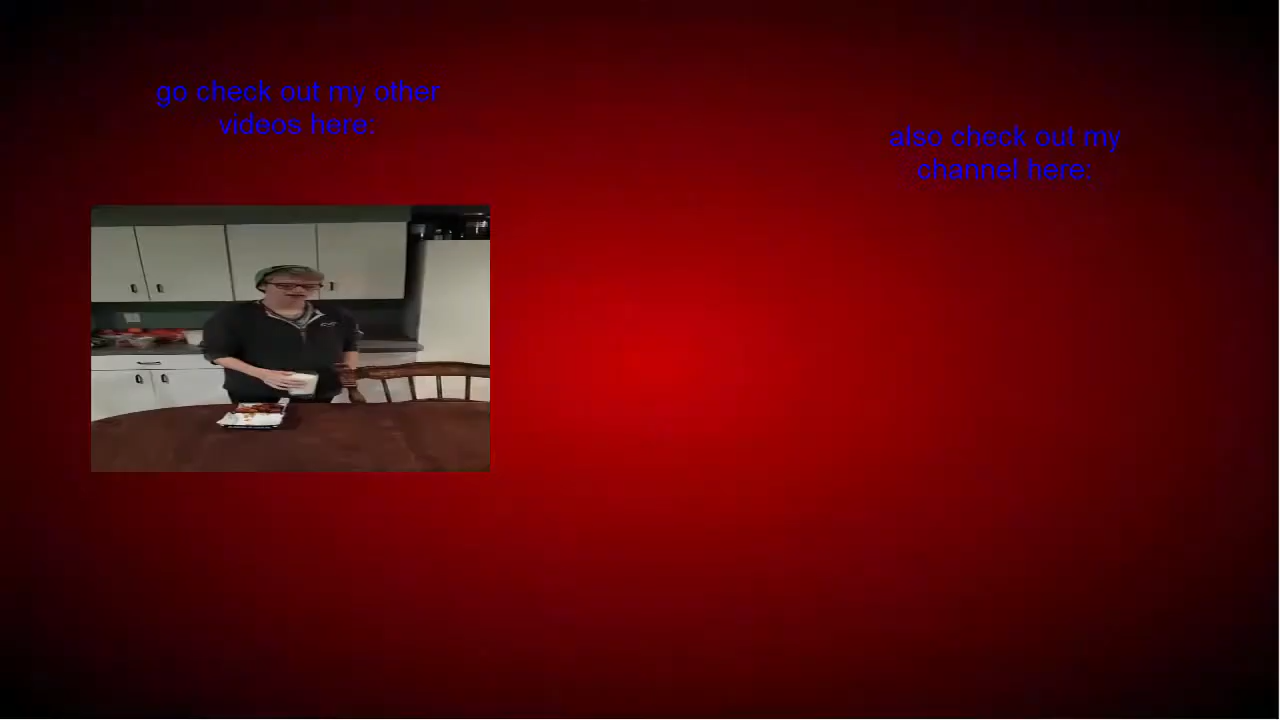 go check out my other
videos here:
also check out my
channel here: